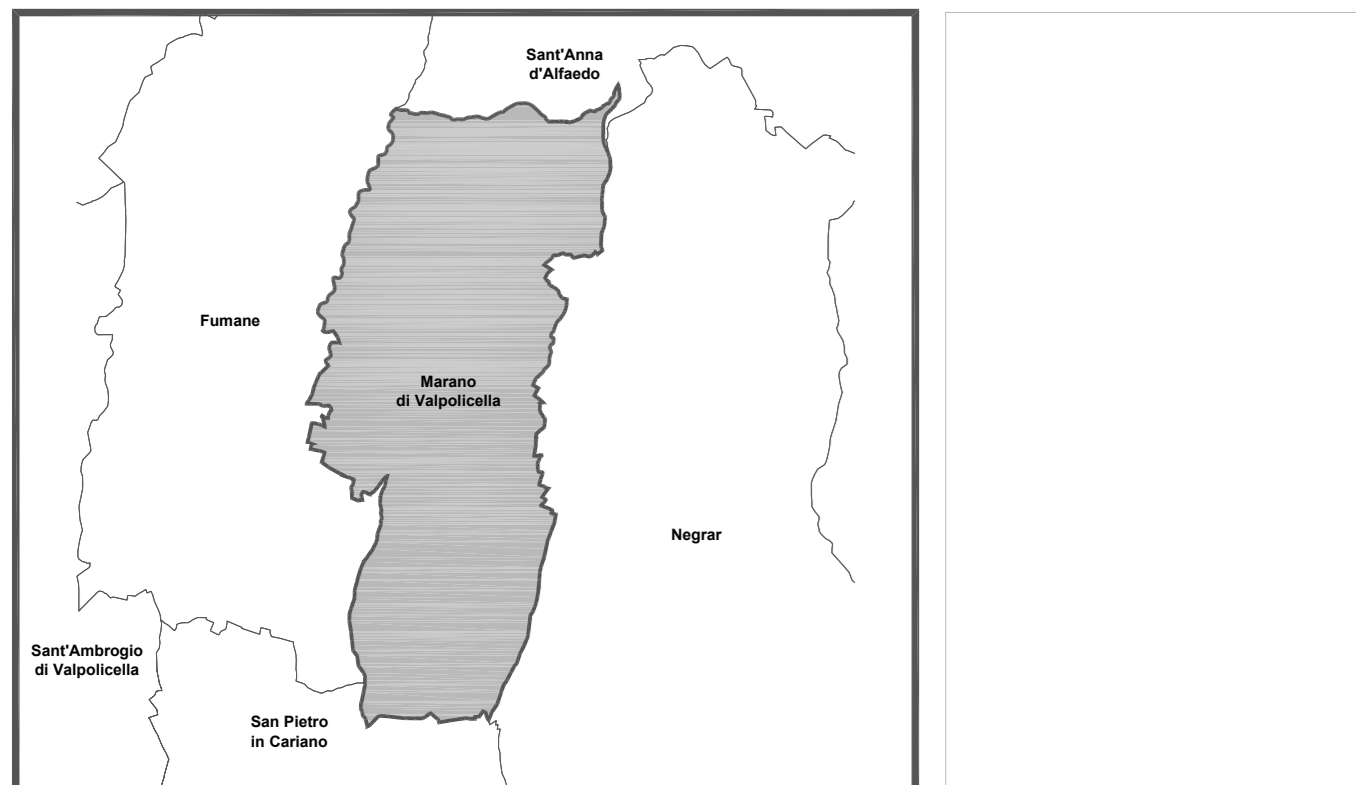 Sant'Anna
d'Alfaedo
Fumane
Marano
di Valpolicella
Negrar
Sant'Ambrogio
di Valpolicella
San Pietro
in Cariano